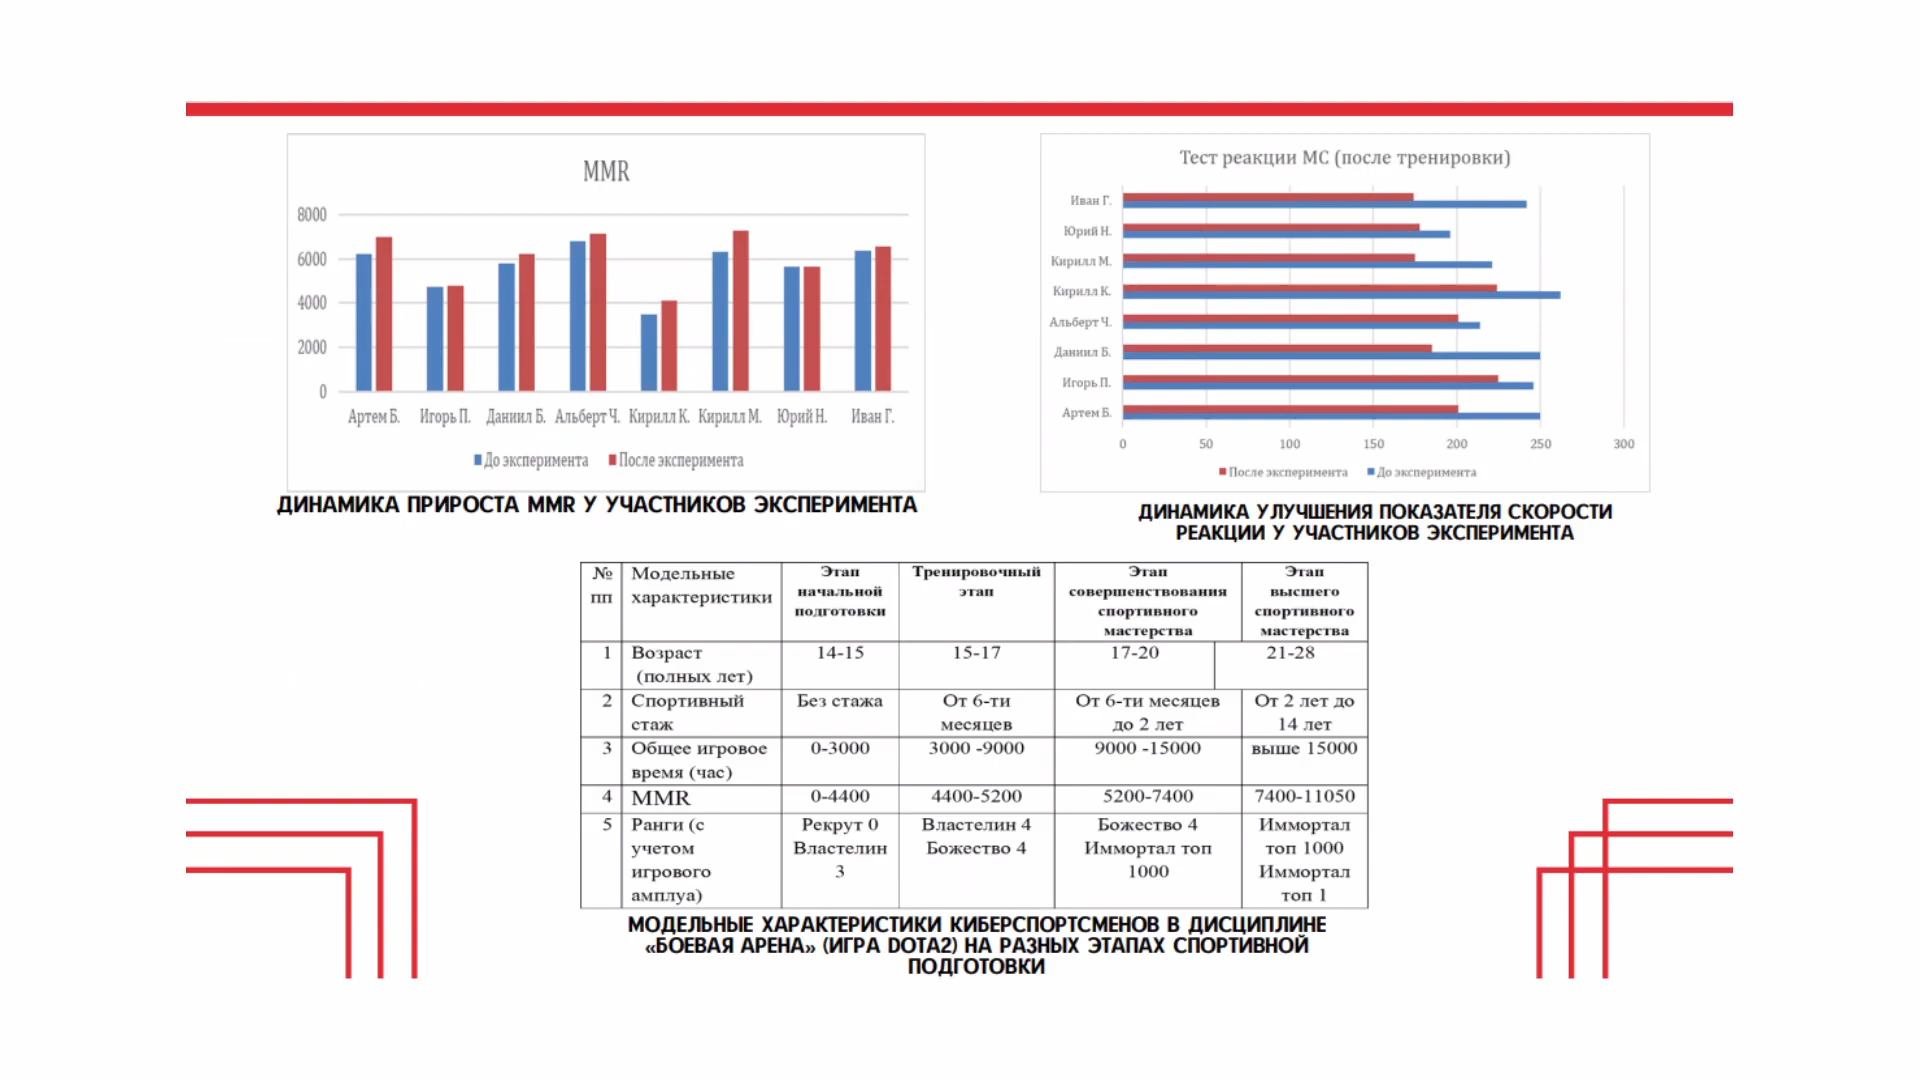 MMR
8000
6000
4000
2000
0
Артем Б. Игорь П. Даниил Б. Альберт Ч. Кирилл К. Кирилл М. Юрий Н. Иван Г.
До эксперимента После эксперимента
ДИНАМИКА ПРИРОСТА MMR У УЧАСТНИКОВ ЭКСПЕРИМЕНТА
Тест реакции МС (после тренировки)
Иван Г.
Юрий Н.
Кирилл М.
Кирилл К.
Альберт Ч.
Даниил Б.
Игорь П.
Артем Б.
0 50 100 150 200 250 300
После эксперимента До эксперимента
ДИНАМИКА УЛУЧШЕНИЯ ПОКАЗАТЕЛЯ СКОРОСТИ
РЕАКЦИИ У УЧАСТНИКОВ ЭКСПЕРИМЕНТА
№ пп Модельные характеристики Этап начальной подготовки Тренировочный этап Этап совершенствования спортивного мастерства Этап высшего спортивного мастерства
1 Возраст (полных лет) 14-15 15-17 17-20 21-28
2 Спортивный стаж Без стажа От 6-ти месяцев От 6-ти месяцев до 2 лет От 2 лет до 14 лет
3 Общее игровое время (час) 0-3000 3000 -9000 9000 -15000 выше 15000
4 MMR 0-4400 4400-5200 5200-7400 7400-11050
5 Ранги (с учетом игрового амплуа) Рекрут 0 Властелин 3 Властелин 4 Божество 4 Божество 4 Иммортал топ 1000 Иммортал топ 1000 Иммортал топ 1
МОДЕЛЬНЫЕ ХАРАКТЕРИСТИКИ КИБЕРСПОРТСМЕНОВ В ДИСЦИПЛИНЕ
«БОЕВАЯ АРЕНА» (ИГРА DOTA2) НА РАЗНЫХ ЭТАПАХ СПОРТИВНОЙ
ПОДГОТОВКИ